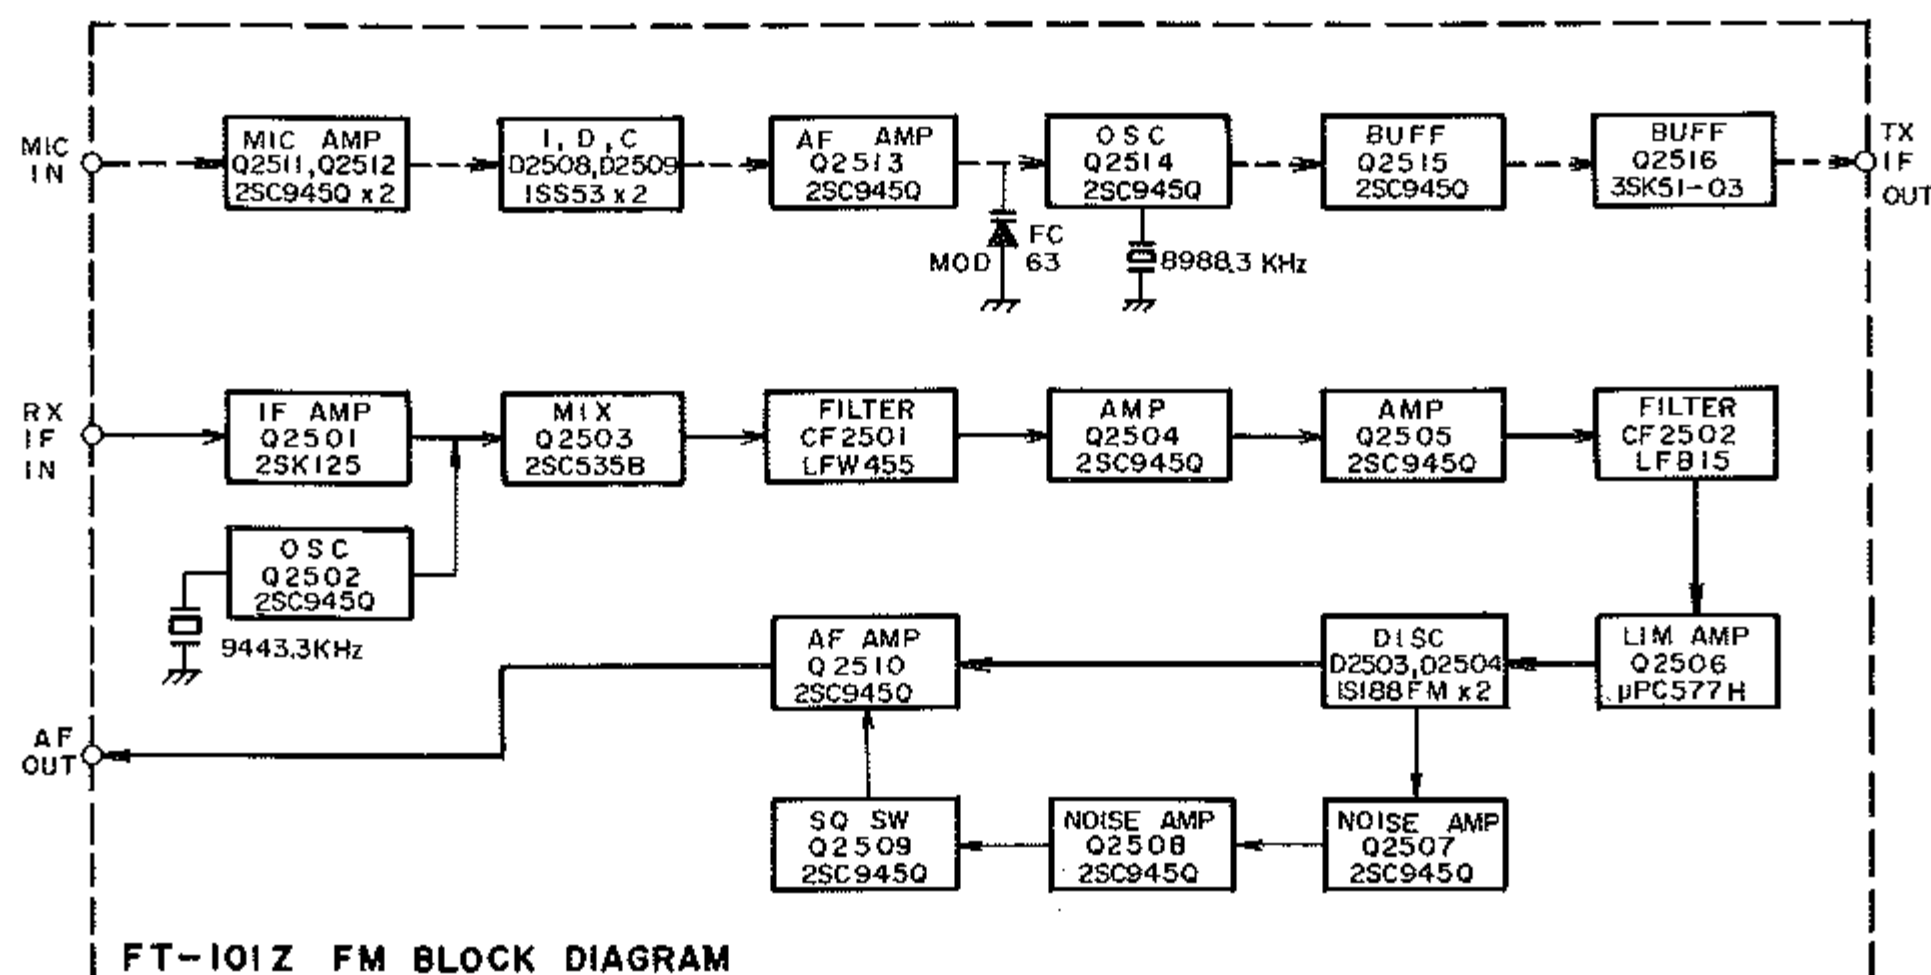 MIC
IN
MIC AMP
Q2511,Q2512
2SC945Q x 2
I, D, C
D2508,D2509
1SS53 x 2
AF AMP
Q2513
2SC945Q
OSC
Q2514
2SC945Q
BUFF
Q2515
2SC945Q
BUFF
Q2516
3SK51-03
TX
IF
OUT
MOD
FC
63
8988.3 KHz
RX
IF
IN
IF AMP
Q2501
2SK125
MIX
Q2503
2SC535B
FILTER
CF2501
LFW455
AMP
Q2504
2SC945Q
AMP
Q2505
2SC945Q
FILTER
CF2502
LFB15
OSC
Q2502
2SC945Q
9443.3KHz
AF AMP
Q2510
2SC945Q
DISC
D2503,D2504
1S188FM x 2
LIM AMP
Q2506
μPC577H
AF
OUT
SQ SW
Q2509
2SC945Q
NOISE AMP
Q2508
2SC945Q
NOISE AMP
Q2507
2SC945Q
FT-101Z FM BLOCK DIAGRAM